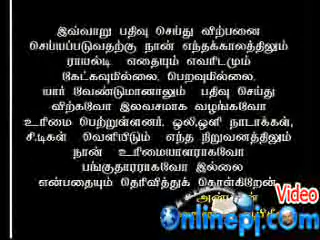 இவ்வாறு பதிவு செய்து விற்பனை
செய்யப்படுவதற்கு நான் எந்தக்காலத்திலும்
ராயல்டி எதையும் எவரிடமும்
கேட்கவுமில்லை. பெறவுமில்லை.
யார் வேண்டுமானாலும் பதிவு செய்து
விற்கவோ இலவசமாக வழங்கவோ
உரிமை பெற்றுள்ளனர். ஒலி,ஒளி நாடாக்கள்,
சி.டிகள் வெளியிடும் எந்த நிறுவனத்திலும்
நான் உரிமையாளராகவோ
பங்குதாரராகவோ இல்லை
என்பதையும் தெரிவித்துக் கொள்கிறேன்.
Video
Onlinepj.com